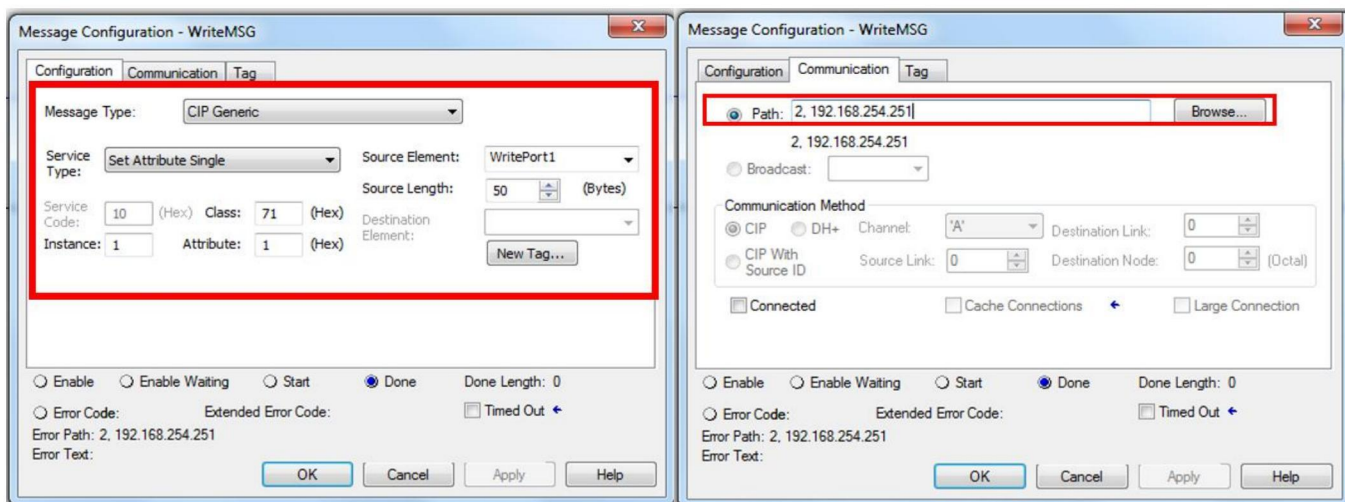 Message Configuration - WriteMSG
Configuration Communication Tag
Message Type: CIP Generic
Service Type: Set Attribute Single
Source Element: WritePort1
Source Length: 50 (Bytes)
Service Code: 10 (Hex) Class: 71 (Hex)
Destination Element:
Instance: 1 Attribute: 1 (Hex)
New Tag...
Enable Enable Waiting Start Done Done Length: 0
Error Code: Extended Error Code: Timed Out
Error Path: 2, 192.168.254.251
Error Text:
OK Cancel Apply Help
Message Configuration - WriteMSG
Configuration Communication Tag
Path: 2, 192.168.254.251 Browse...
2, 192.168.254.251
Broadcast:
Communication Method
CIP DH+ Channel: 'A' Destination Link: 0
CIP With Source ID Source Link: 0 Destination Node: 0 (Octal)
Connected Cache Connections Large Connection
Enable Enable Waiting Start Done Done Length: 0
Error Code: Extended Error Code: Timed Out
Error Path: 2, 192.168.254.251
Error Text:
OK Cancel Apply Help